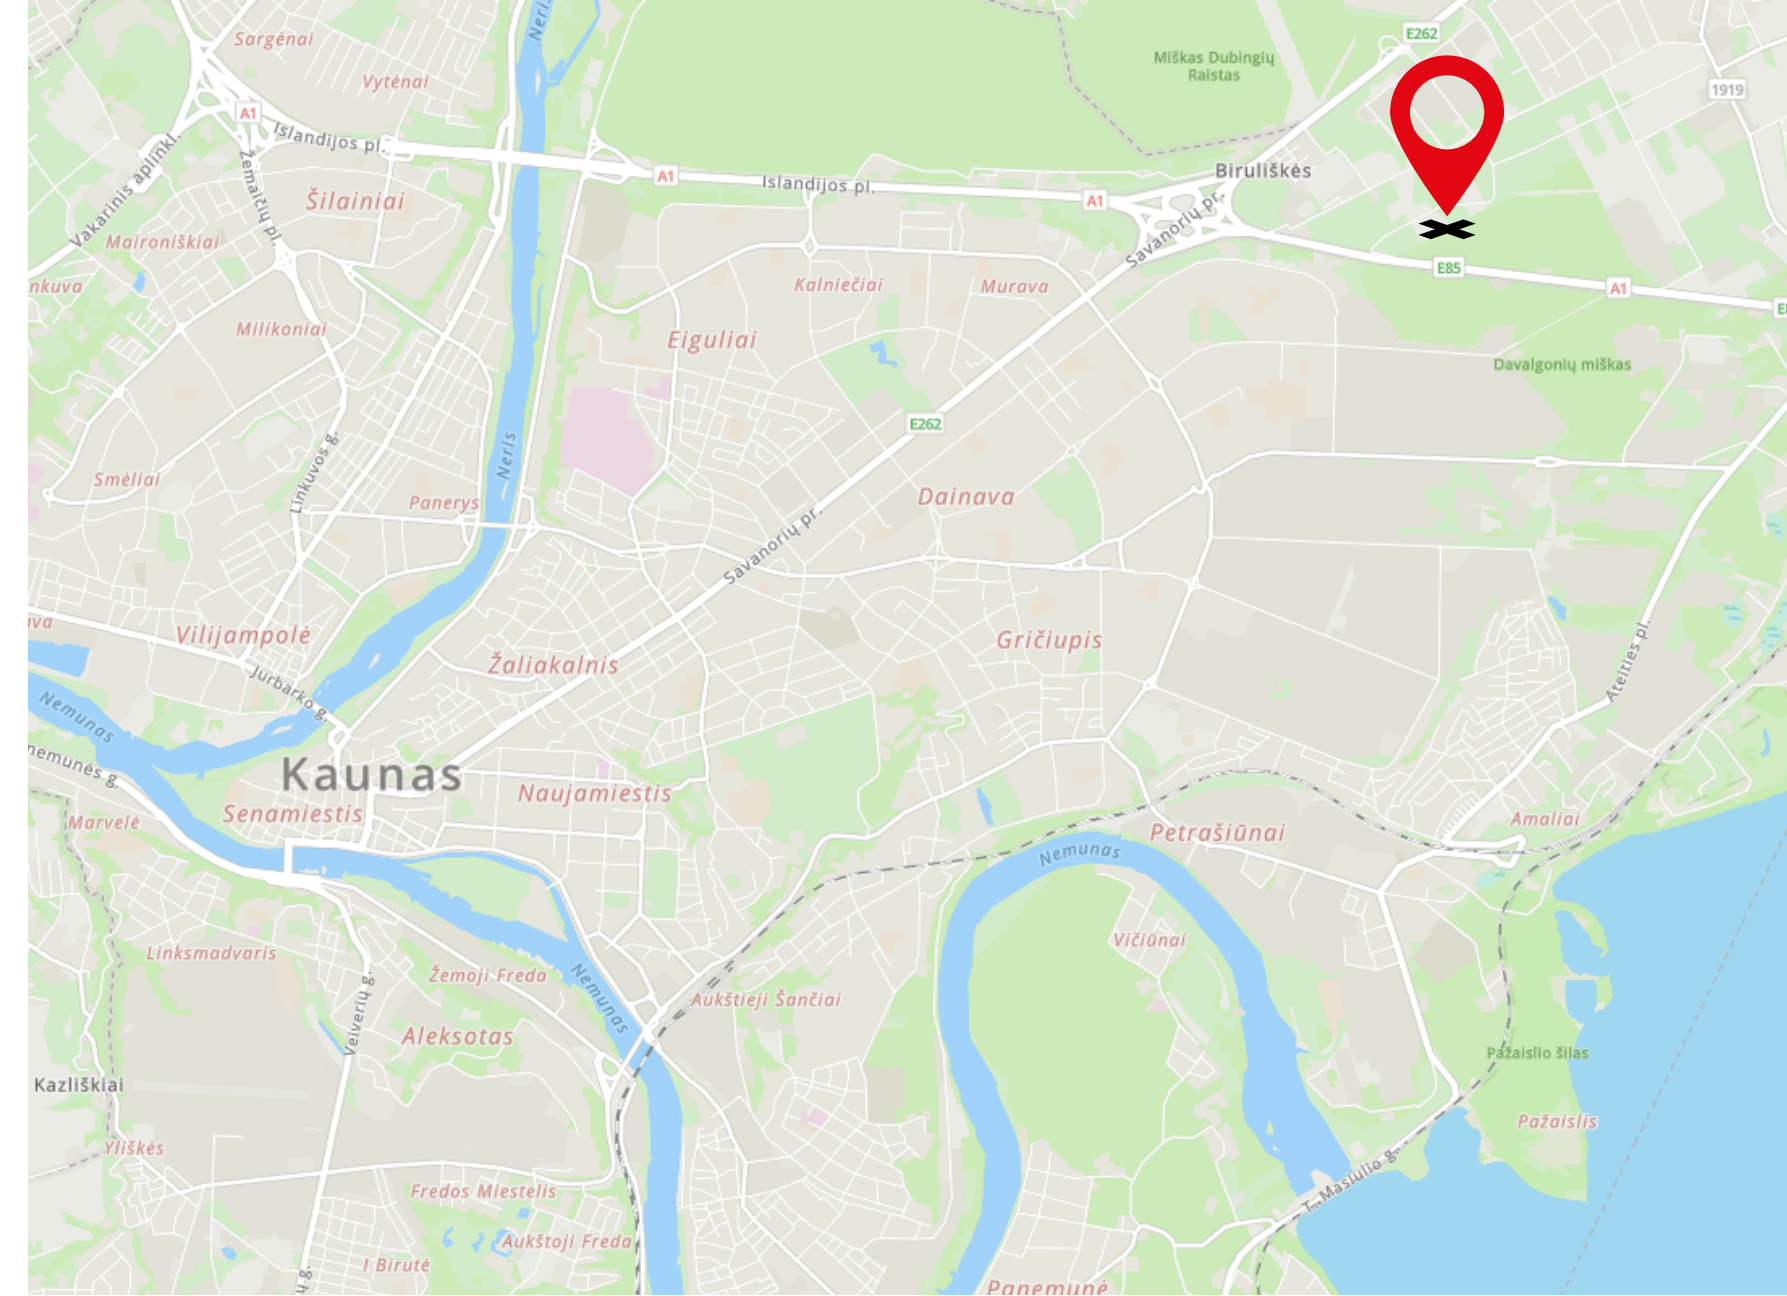 Neris
Sargėnai
E262
Miškas Dubingių
Raistas
Vytėnai
1919
A1
Islandijos pl.
Vakarinis aplinkl.
Žemaičių pl.
A1
Islandijos pl.
A1
Biruliškės
Savanorių pr.
Šilainiai
Maironiškiai
E85
A1
nkuva
Kalniečiai
Murava
Milikoniai
Eiguliai
Davalgonių miškas
E262
Linkuvos g.
Neris
Smėliai
Panerys
Dainava
Savanorių pr.
Vilijampolė
Žaliakalnis
Gričiupis
Jurbarko g.
Ateities pl.
Nemunas
nemunės g.
Kaunas
Naujamiestis
Senamiestis
Marvelė
Petrašiūnai
Amaliai
Nemunas
Vičiūnai
Linksmadvaris
Žemoji Freda
Nemunas
Aukštieji Šančiai
Veiverių g.
Aleksotas
Pažaislio šilas
Kazliškiai
Pažaislis
Yliškės
T. Masiulio g.
Fredos Miestelis
Aukštoji Freda
I Birutė
Panemunė